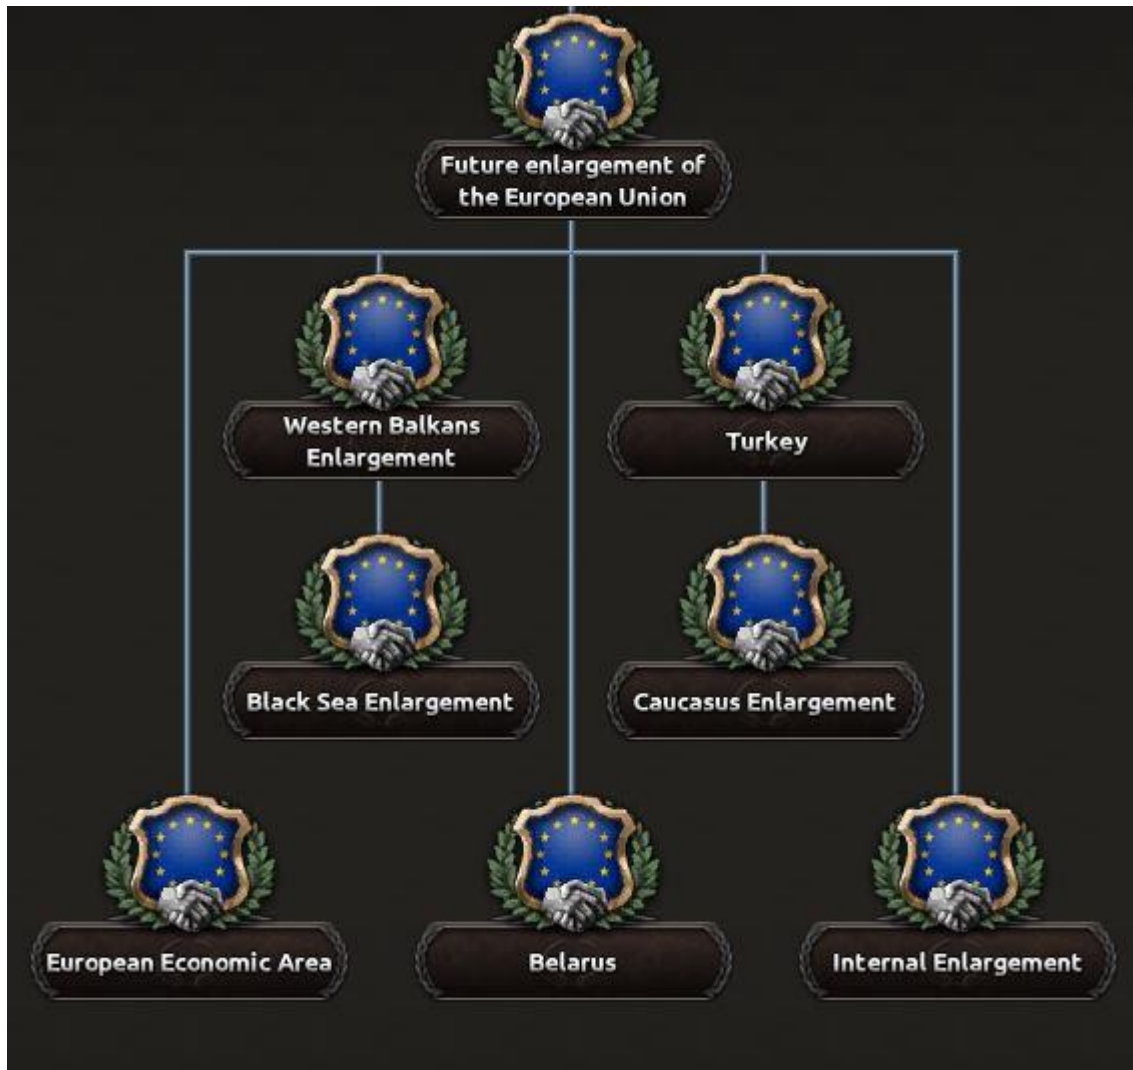 Future enlargement of
the European Union
Western Balkans
Enlargement
Turkey
Black Sea Enlargement
Caucasus Enlargement
European Economic Area
Belarus
Internal Enlargement